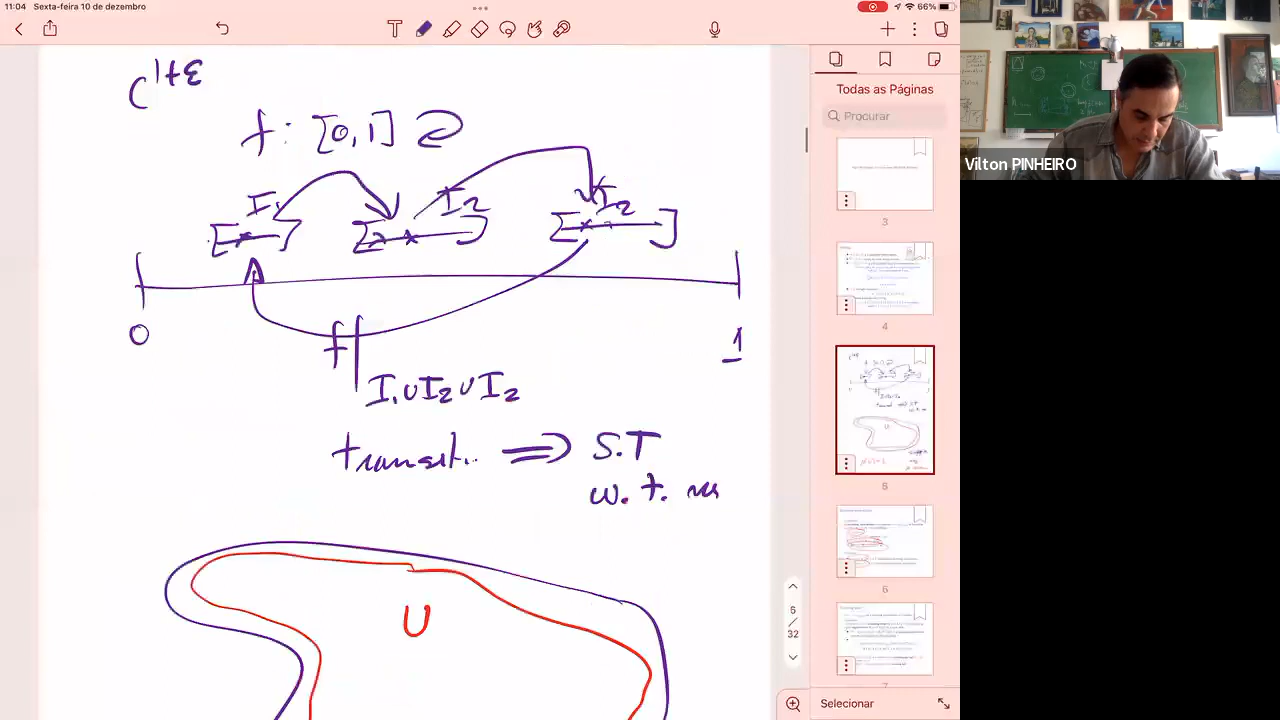 11:04 Sexta-feira 10 de dezembro
66%
C^{1+ε}
f: [0,1] ⊋
I₁ I₂ I₂
0 1
f| I₁∪I₂∪I₂
transit. ⟹ S.T
w. t.
U
Todas as Páginas
Procurar
3
4
5
6
7
6
/
32
Selecionar
Vilton PINHEIRO